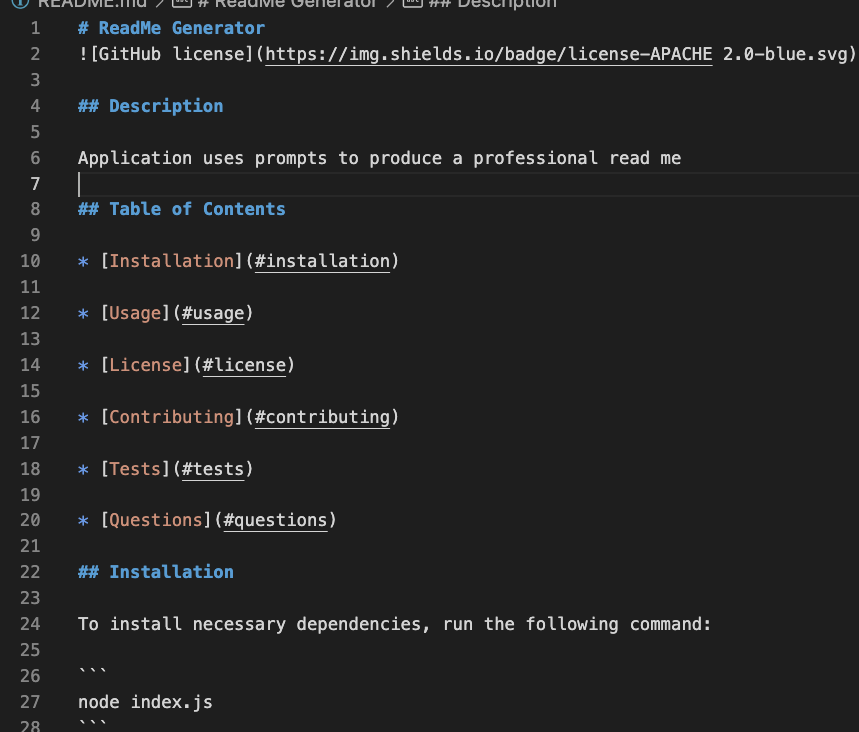 README.md > # ReadMe Generator > ## Description
1 # ReadMe Generator
2 ![GitHub license](https://img.shields.io/badge/license-APACHE 2.0-blue.svg)
3
4 ## Description
5
6 Application uses prompts to produce a professional read me
7
8 ## Table of Contents
9
10 * [Installation](#installation)
11
12 * [Usage](#usage)
13
14 * [License](#license)
15
16 * [Contributing](#contributing)
17
18 * [Tests](#tests)
19
20 * [Questions](#questions)
21
22 ## Installation
23
24 To install necessary dependencies, run the following command:
25
26 ```
27 node index.js
28 ```